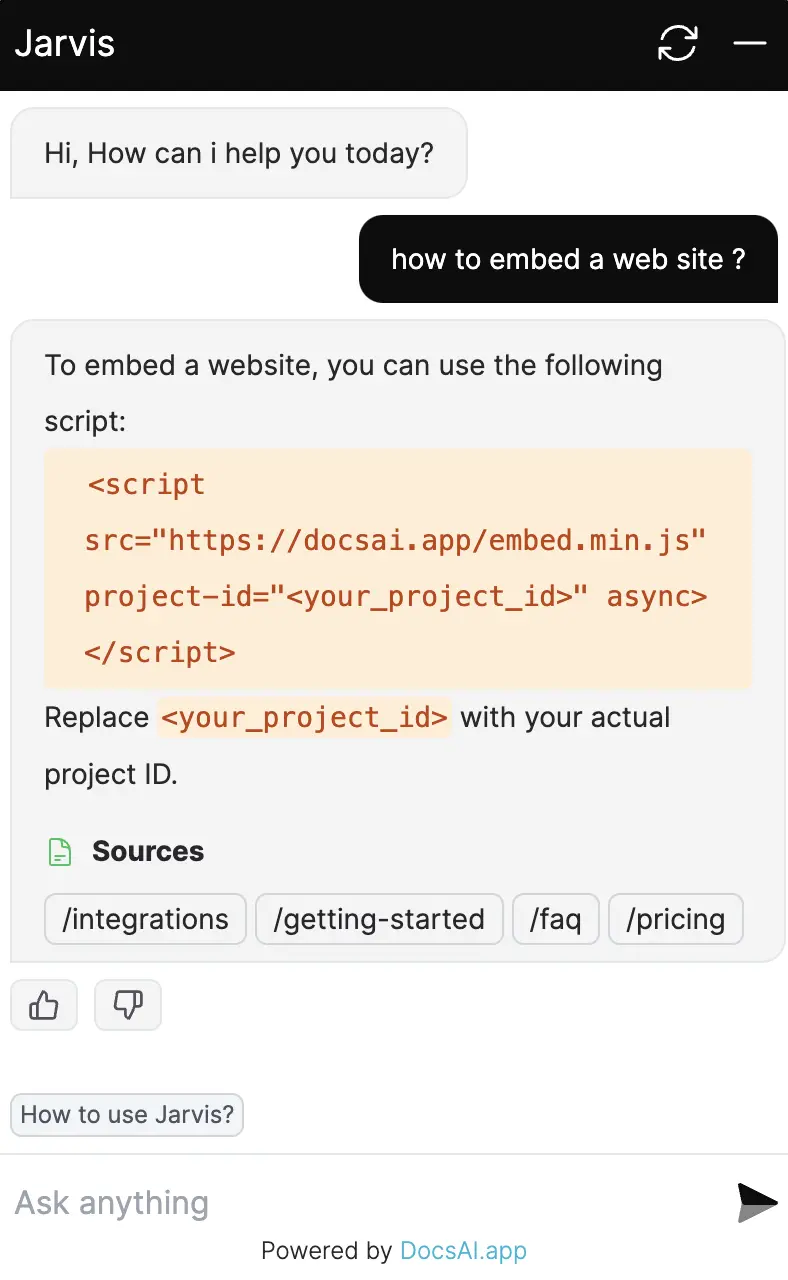 Jarvis
Hi, How can i help you today?
how to embed a web site ?
To embed a website, you can use the following
script:
<script
src="https://docsai.app/embed.min.js"
project-id="<your_project_id>" async>
</script>
Replace <your_project_id> with your actual
project ID.
Sources
/integrations /getting-started /faq /pricing
How to use Jarvis?
Ask anything
Powered by DocsAI.app